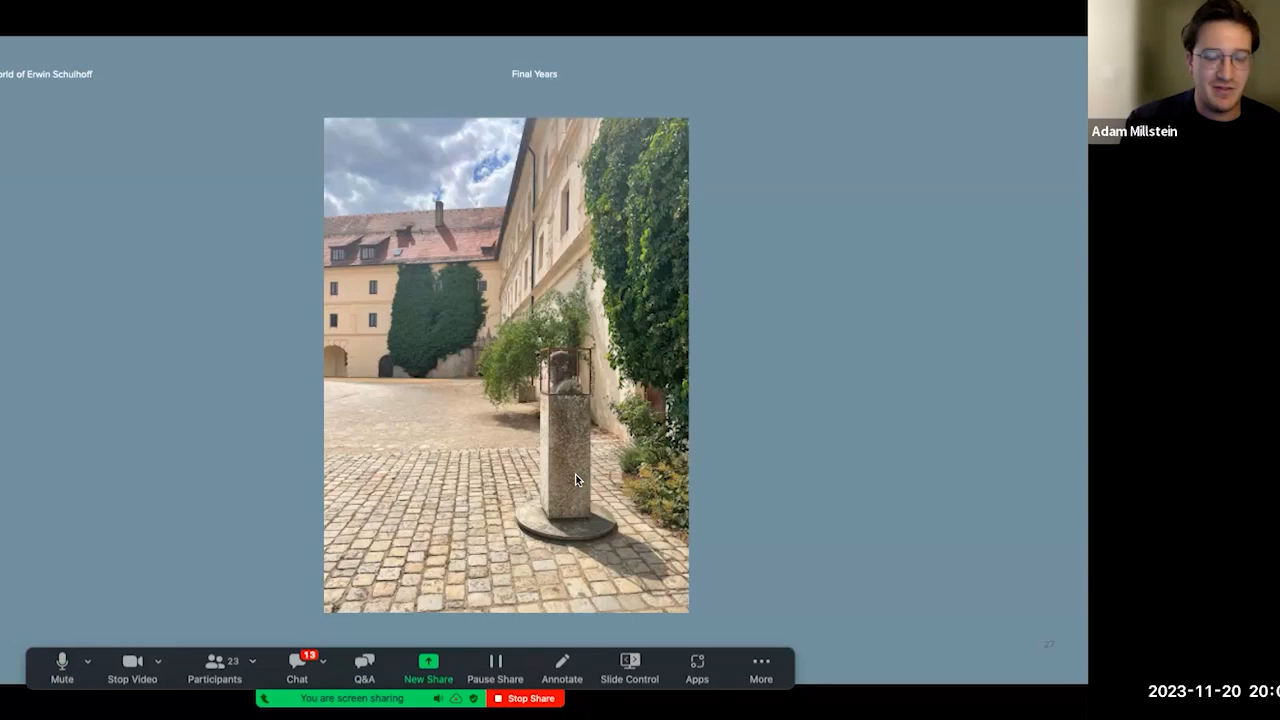 orld of Erwin Schulhoff
Final Years
Adam Millstein
27
Mute
Stop Video
23
Participants
13
Chat
Q&A
New Share
Pause Share
Annotate
Slide Control
Apps
More
You are screen sharing
Stop Share
2023-11-20 20:0